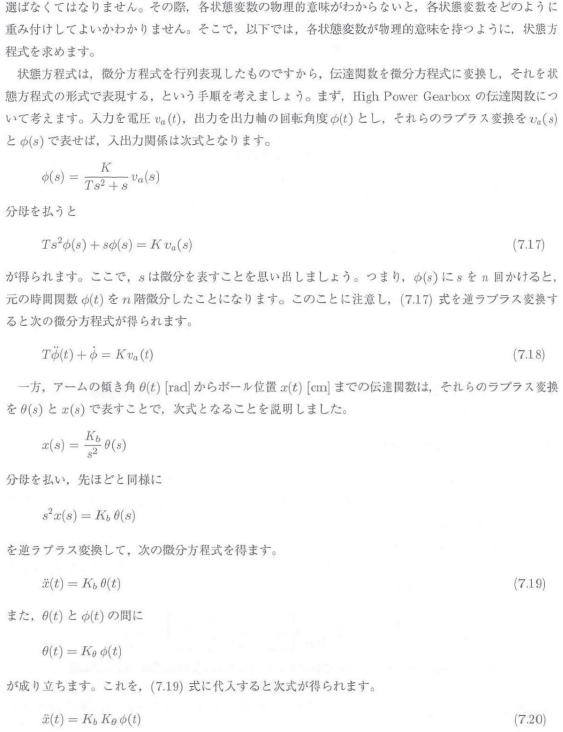 選ばなくてはなりません。その際，各状態変数の物理的意味がわからないと，各状態変数をどのように
重み付けしてよいかわかりません。そこで，以下では，各状態変数が物理的意味を持つように，状態方
程式を求めます。
状態方程式は，微分方程式を行列表現したものですから，伝達関数を微分方程式に変換し，それを状
態方程式の形式で表現する，という手順を考えましょう。まず，High Power Gearbox の伝達関数につ
いて考えます。入力を電圧 vₐ(t)，出力を出力軸の回転角度 φ(t) とし，それらのラプラス変換を vₐ(s)
と φ(s) で表せば，入出力関係は次式となります。
φ(s) = K / (Ts² + s) vₐ(s)
分母を払うと
Ts²φ(s) + sφ(s) = K vₐ(s) (7.17)
が得られます。ここで，s は微分を表すことを思い出しましょう。つまり，φ(s) に s を n 回かけると，
元の時間関数 φ(t) を n 階微分したことになります。このことに注意し，(7.17) 式を逆ラプラス変換す
ると次の微分方程式が得られます。
Tφ̈(t) + φ̇ = Kvₐ(t) (7.18)
一方，アームの傾き角 θ(t) [rad] からボール位置 x(t) [cm] までの伝達関数は，それらのラプラス変換
を θ(s) と x(s) で表すことで，次式となることを説明しました。
x(s) = K_b / s² θ(s)
分母を払い，先ほどと同様に
s²x(s) = K_b θ(s)
を逆ラプラス変換して，次の微分方程式を得ます。
ẍ(t) = K_b θ(t) (7.19)
また，θ(t) と φ(t) の間に
θ(t) = K_θ φ(t)
が成り立ちます。これを，(7.19) 式に代入すると次式が得られます。
ẍ(t) = K_b K_θ φ(t) (7.20)